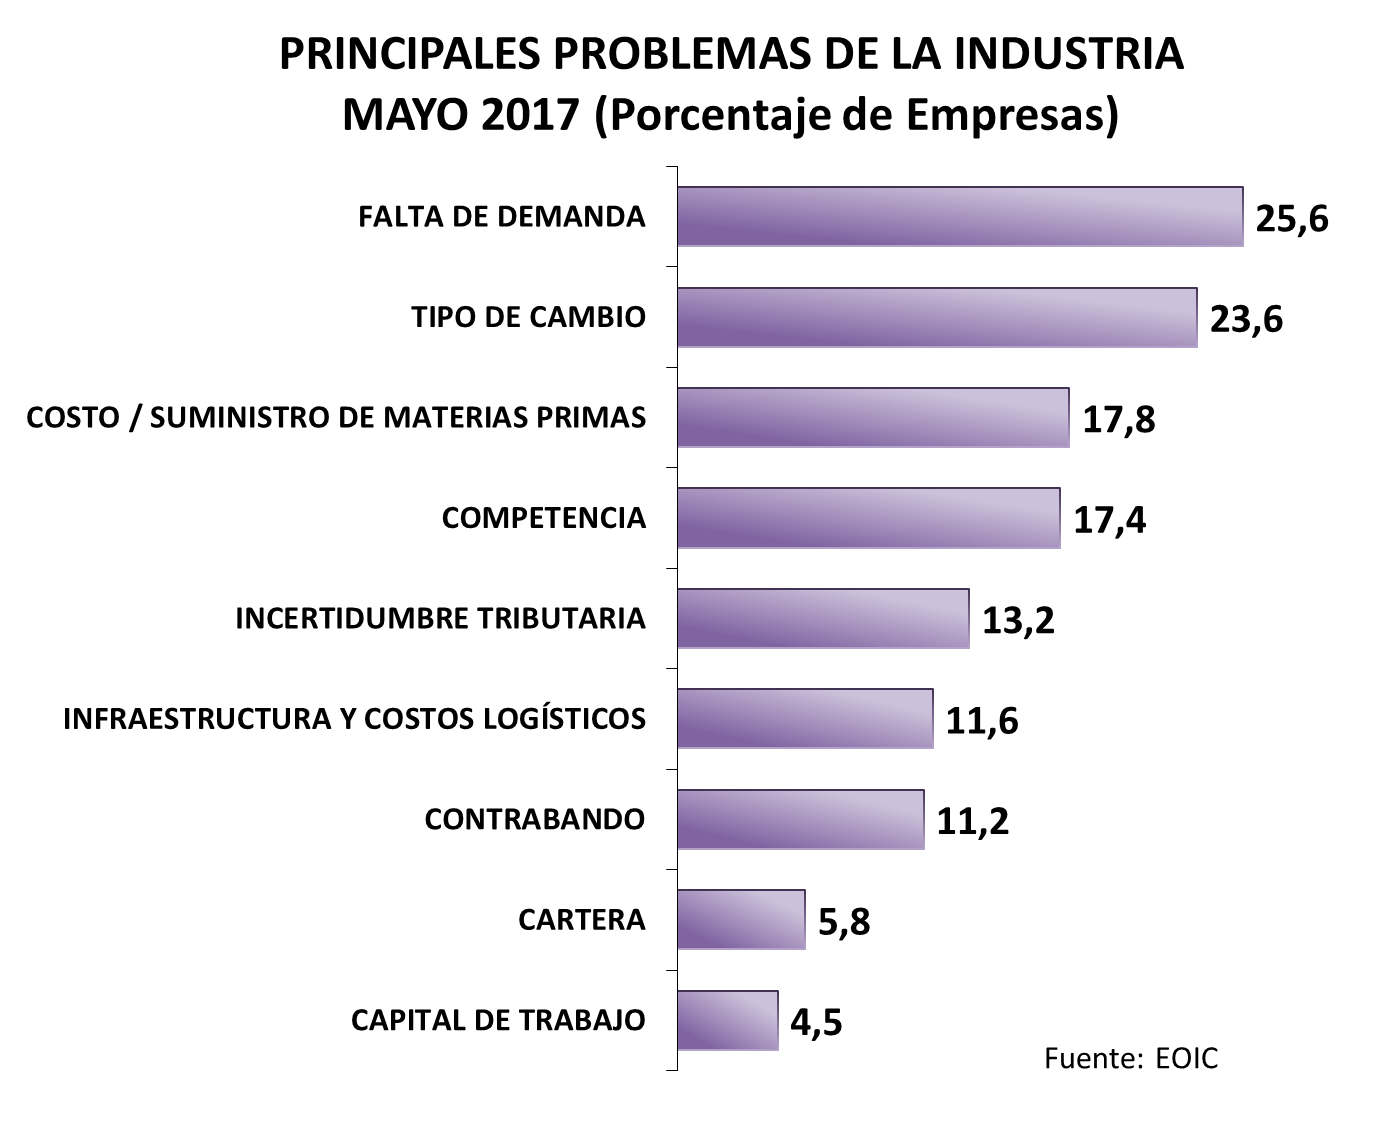 PRINCIPALES PROBLEMAS DE LA INDUSTRIA
MAYO 2017 (Porcentaje de Empresas)
FALTA DE DEMANDA 25,6
TIPO DE CAMBIO 23,6
COSTO / SUMINISTRO DE MATERIAS PRIMAS 17,8
COMPETENCIA 17,4
INCERTIDUMBRE TRIBUTARIA 13,2
INFRAESTRUCTURA Y COSTOS LOGÍSTICOS 11,6
CONTRABANDO 11,2
CARTERA 5,8
CAPITAL DE TRABAJO 4,5
Fuente: EOIC